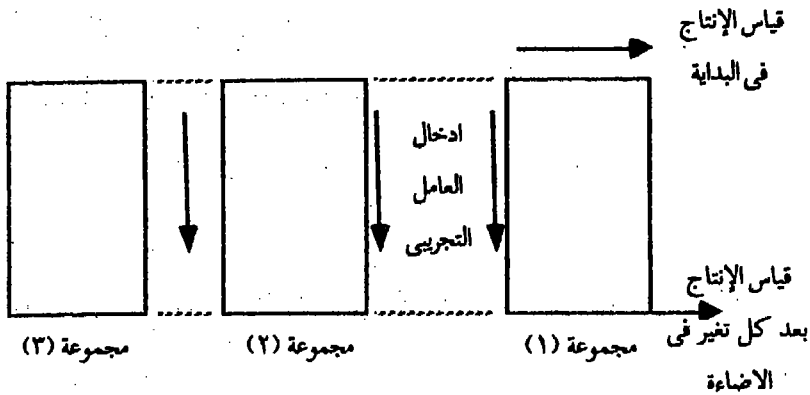 قياس الإنتاج
فى البداية
ادخال
العامل
التجريبى
قياس الإنتاج
بعد كل تغير فى
الاضاءة
مجموعة (١)
مجموعة (٢)
مجموعة (٣)